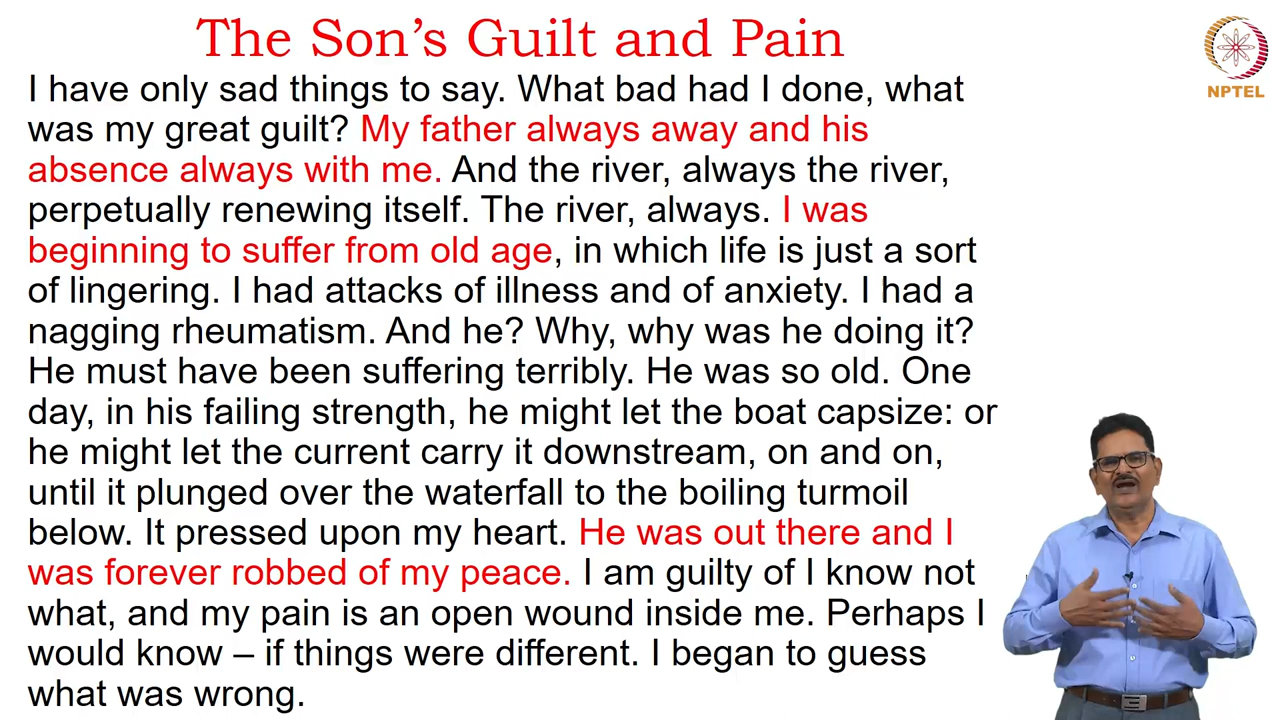 The Son's Guilt and Pain
NPTEL
I have only sad things to say. What bad had I done, what
was my great guilt? My father always away and his
absence always with me. And the river, always the river,
perpetually renewing itself. The river, always. I was
beginning to suffer from old age, in which life is just a sort
of lingering. I had attacks of illness and of anxiety. I had a
nagging rheumatism. And he? Why, why was he doing it?
He must have been suffering terribly. He was so old. One
day, in his failing strength, he might let the boat capsize: or
he might let the current carry it downstream, on and on,
until it plunged over the waterfall to the boiling turmoil
below. It pressed upon my heart. He was out there and I
was forever robbed of my peace. I am guilty of I know not
what, and my pain is an open wound inside me. Perhaps I
would know – if things were different. I began to guess
what was wrong.